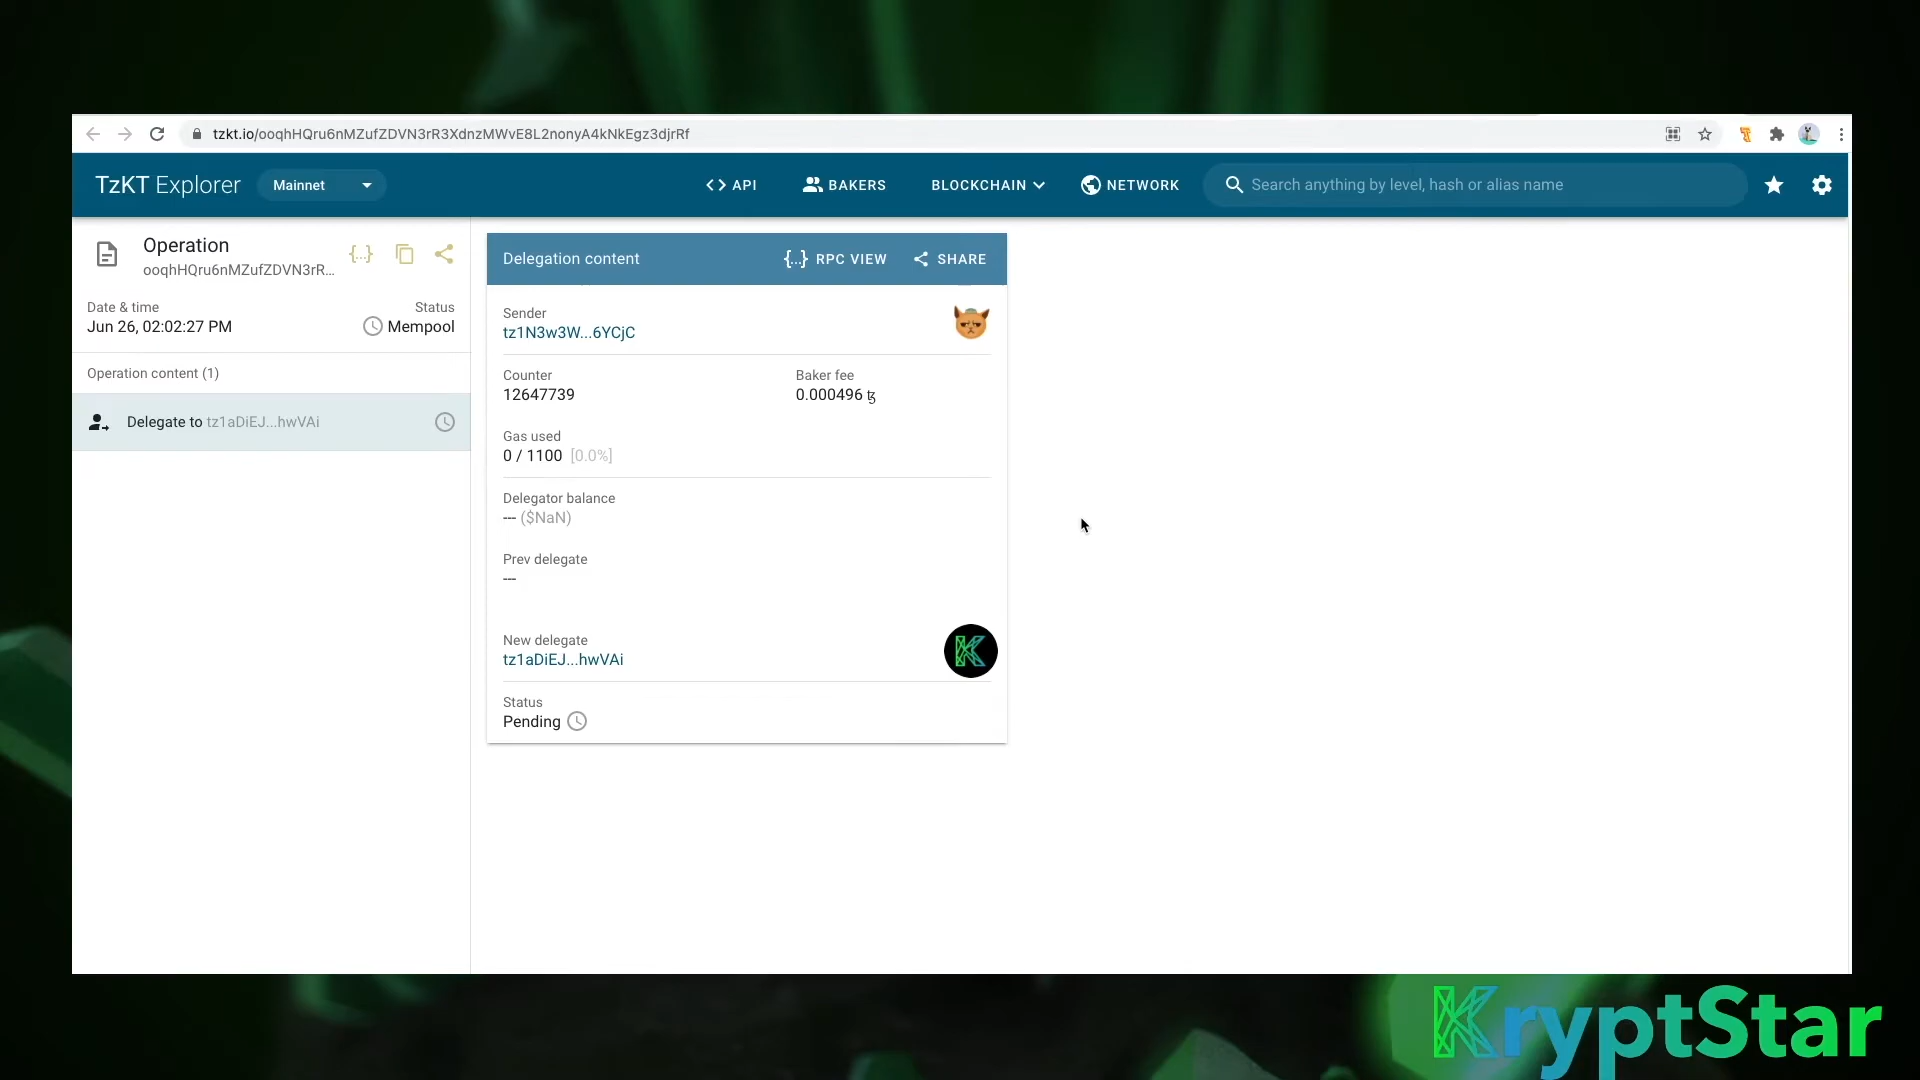 tzkt.io/ooqhHQru6nMZufZDVN3rR3XdnzMWvE8L2nonyA4kNkEgz3djrRf
TzKT Explorer Mainnet <> API BAKERS BLOCKCHAIN NETWORK Search anything by level, hash or alias name
Operation
ooqhHQru6nMZufZDVN3rR...
{...}
Date & time Status
Jun 26, 02:02:27 PM Mempool
Operation content (1)
Delegate to tz1aDiEJ...hwVAi
Delegation content {...} RPC VIEW SHARE
Sender
tz1N3w3W...6YCjC
Counter Baker fee
12647739 0.000496 ꜩ
Gas used
0 / 1100 [0.0%]
Delegator balance
--- ($NaN)
Prev delegate
---
New delegate
tz1aDiEJ...hwVAi
K
Status
Pending
KryptStar